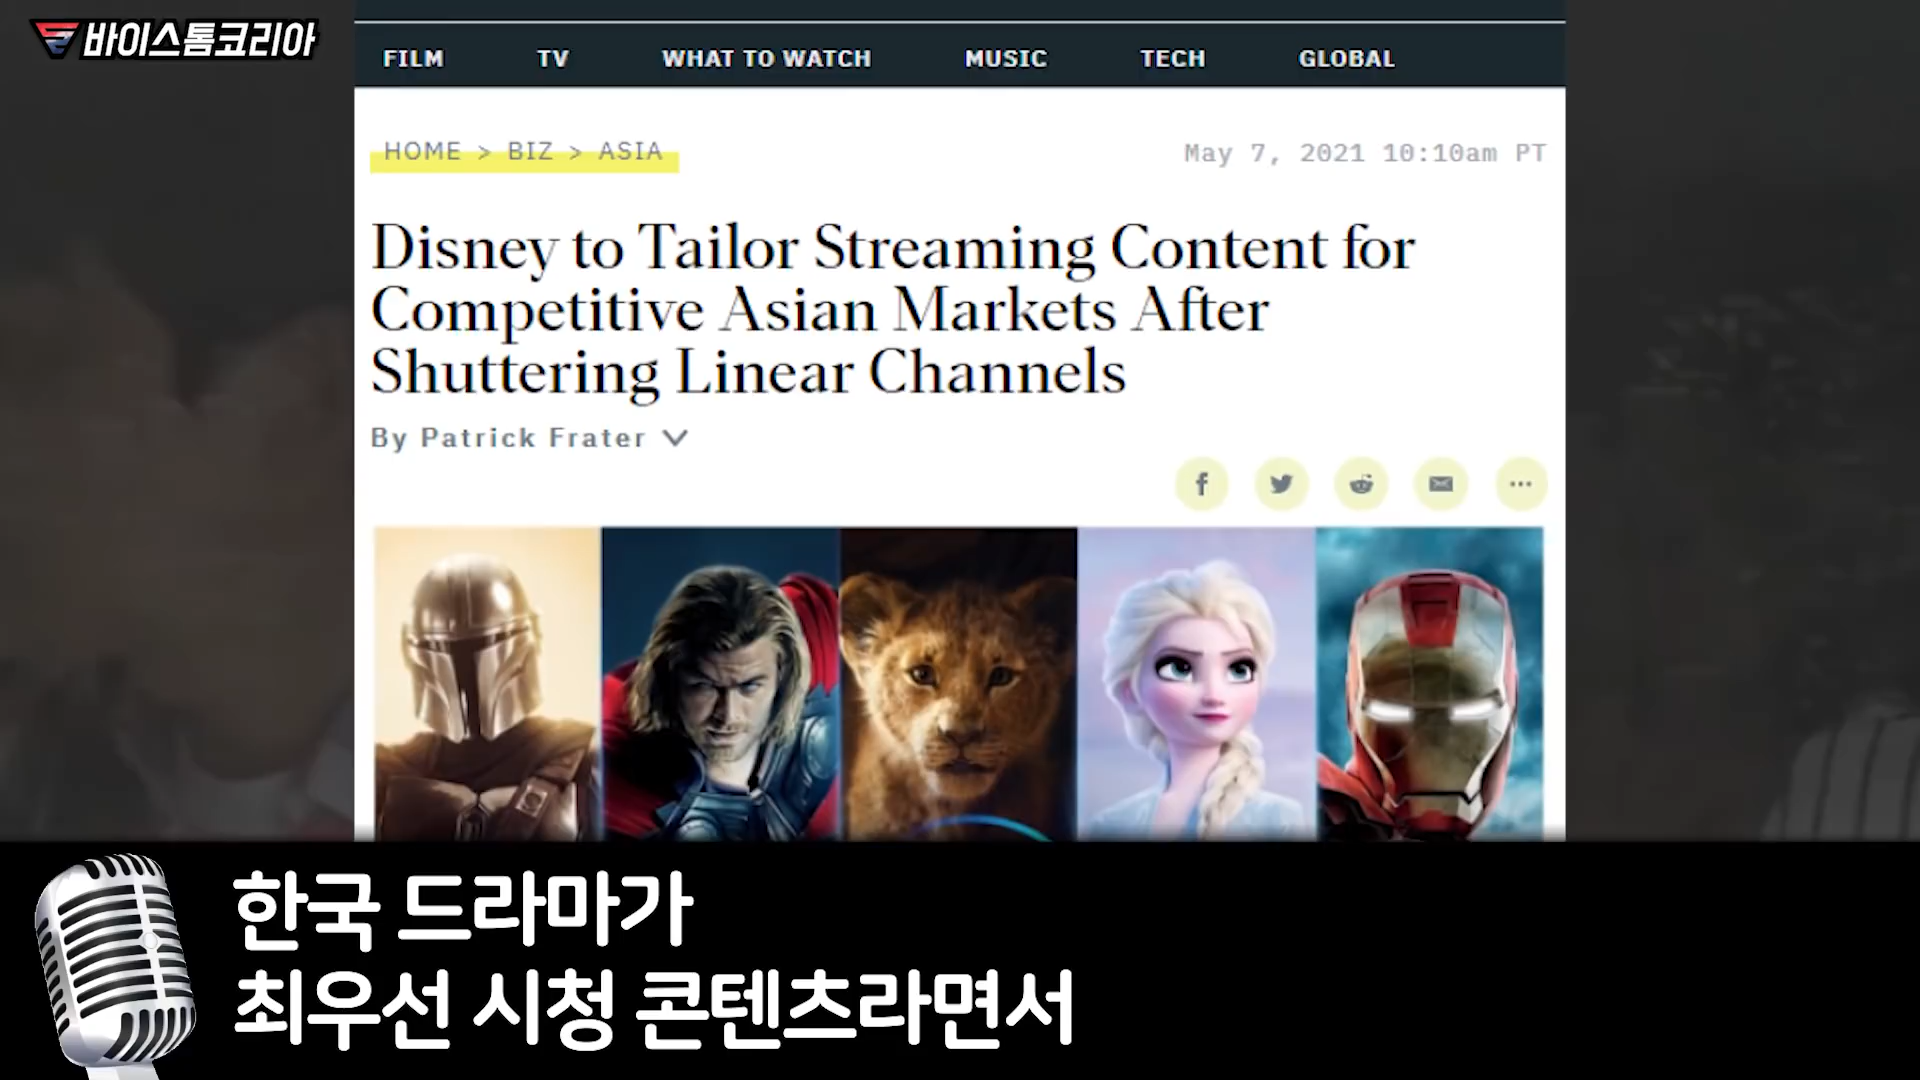 바이스톰코리아
FILM TV WHAT TO WATCH MUSIC TECH GLOBAL
HOME > BIZ > ASIA
May 7, 2021 10:10am PT
Disney to Tailor Streaming Content for
Competitive Asian Markets After
Shuttering Linear Channels
By Patrick Frater
한국 드라마가
최우선 시청 콘텐츠라면서